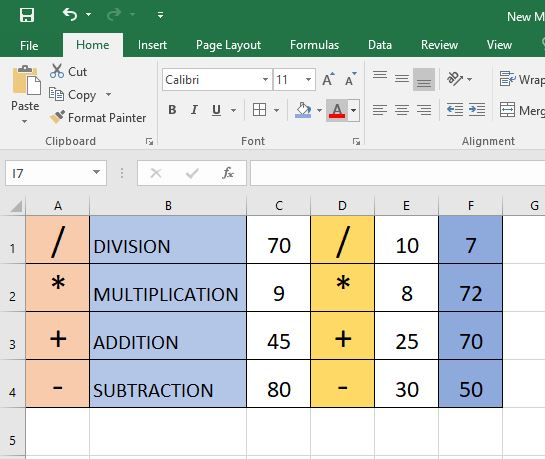 New M
File Home Insert Page Layout Formulas Data Review View
Paste
Cut
Copy
Format Painter
Calibri 11 A A
B I U A
Wrap
Merg
Clipboard Font Alignment
I7 fx
A B C D E F G
1 / DIVISION 70 / 10 7
2 * MULTIPLICATION 9 * 8 72
3 + ADDITION 45 + 25 70
4 - SUBTRACTION 80 - 30 50
5